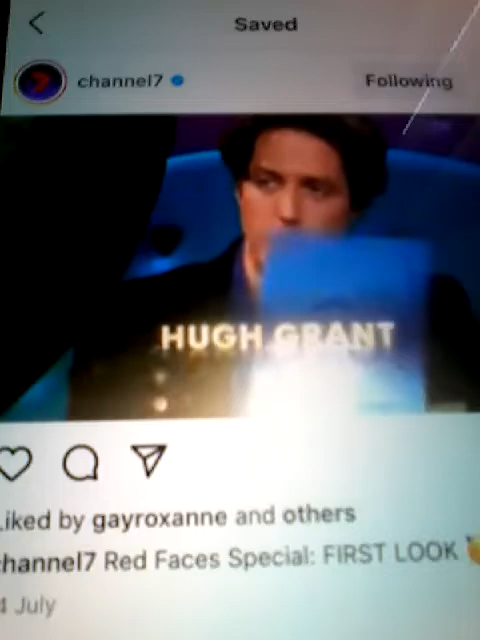 Saved
channel7
Following
HUGH GRANT
Liked by gayroxanne and others
channel7 Red Faces Special: FIRST LOOK
4 July